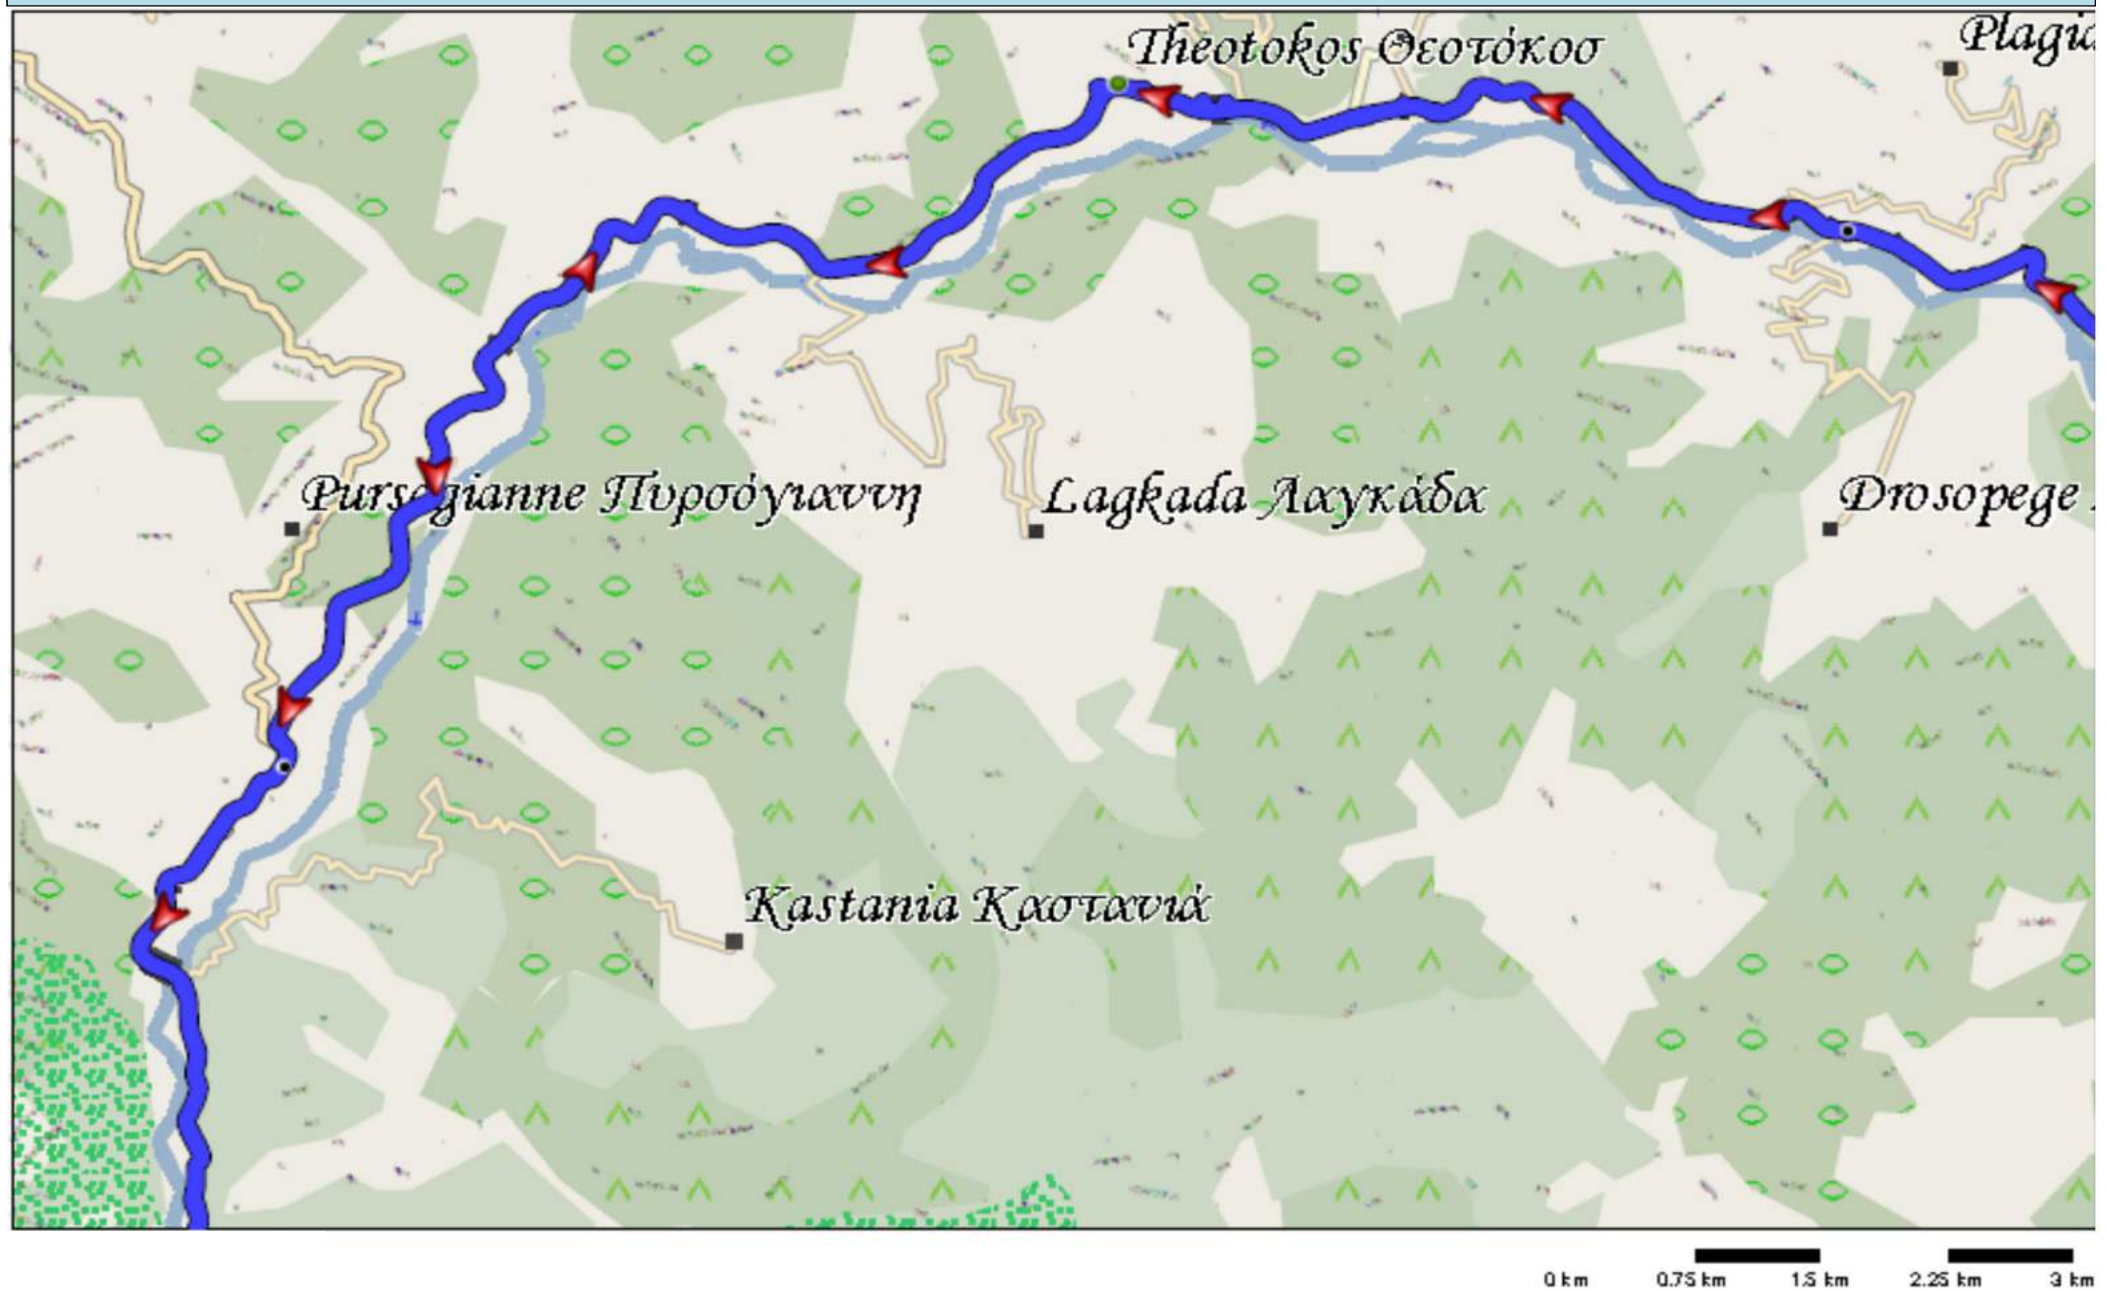 Theotokos Θεοτόκοσ
Plagia
Pursogianne Πυρσόγιαννη
Lagkada Λαγκάδα
Drosopege
Kastania Καστανιά
0 km 0.75 km 1.5 km 2.25 km 3 km